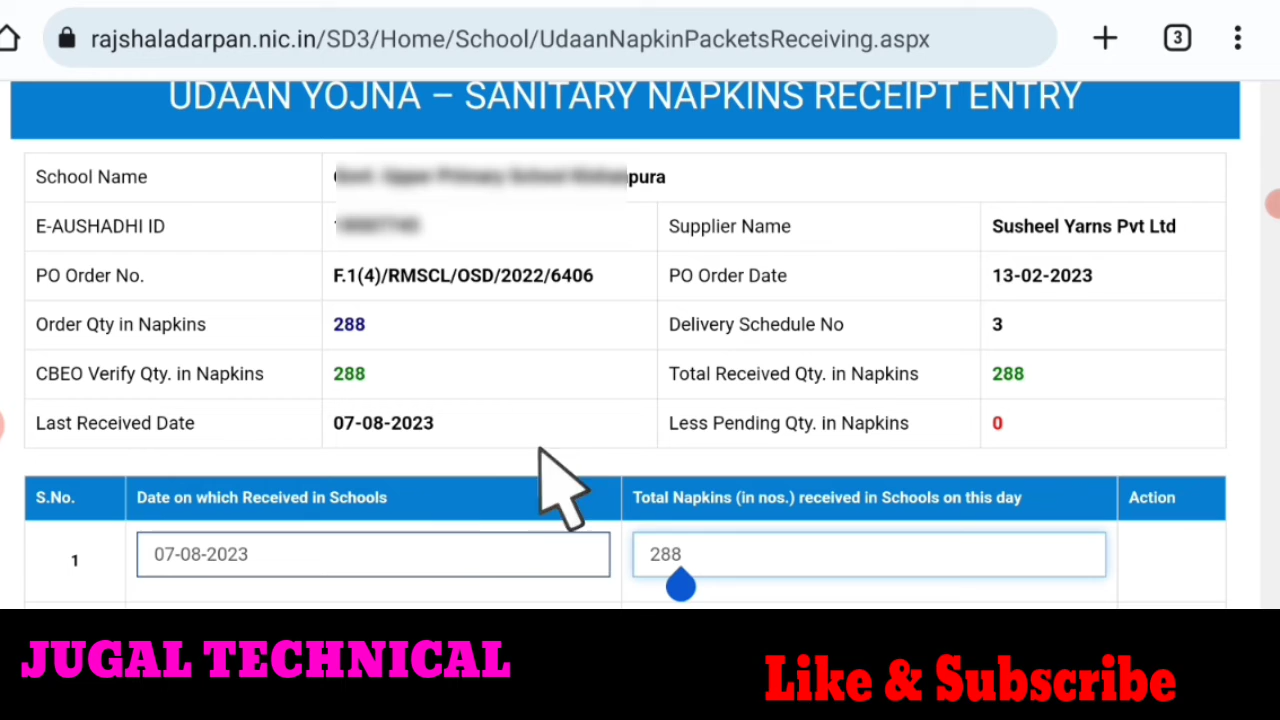 rajshaladarpan.nic.in/SD3/Home/School/UdaanNapkinPacketsReceiving.aspx 3
UDAAN YOJNA – SANITARY NAPKINS RECEIPT ENTRY
School Name pura
E-AUSHADHI ID Supplier Name Susheel Yarns Pvt Ltd
PO Order No. F.1(4)/RMSCL/OSD/2022/6406 PO Order Date 13-02-2023
Order Qty in Napkins 288 Delivery Schedule No 3
CBEO Verify Qty. in Napkins 288 Total Received Qty. in Napkins 288
Last Received Date 07-08-2023 Less Pending Qty. in Napkins 0
S.No. Date on which Received in Schools Total Napkins (in nos.) received in Schools on this day Action
1 07-08-2023 288
JUGAL TECHNICAL
Like & Subscribe